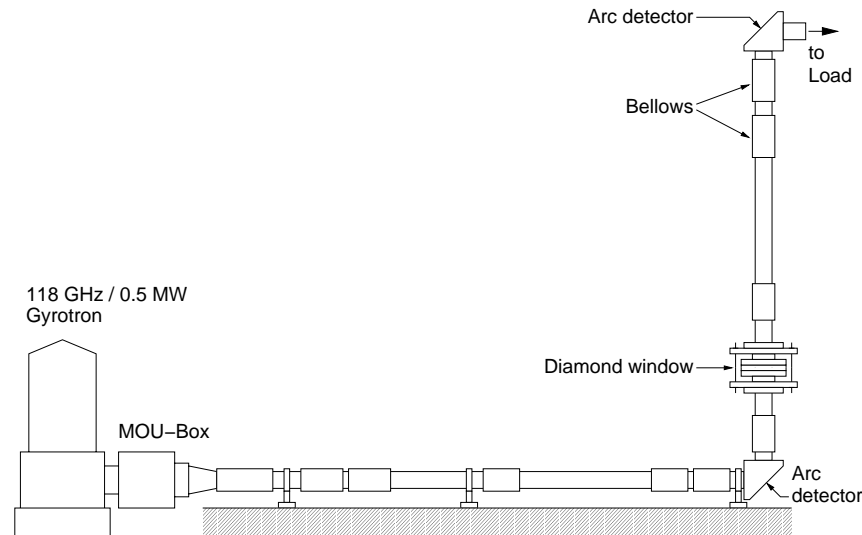 Arc detector
to
Load
Bellows
118 GHz / 0.5 MW
Gyrotron
Diamond window
MOU−Box
Arc
detector